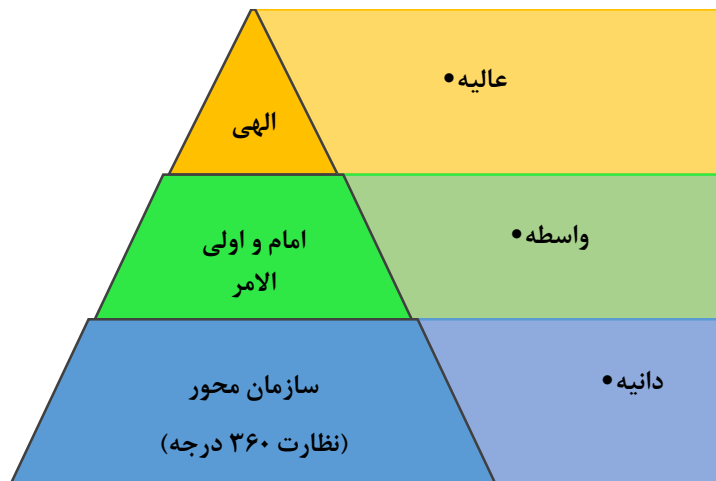 • عالیه
الهی
• واسطه
امام و اولی
الامر
• دانیه
سازمان محور
(نظارت ۳۶۰ درجه)